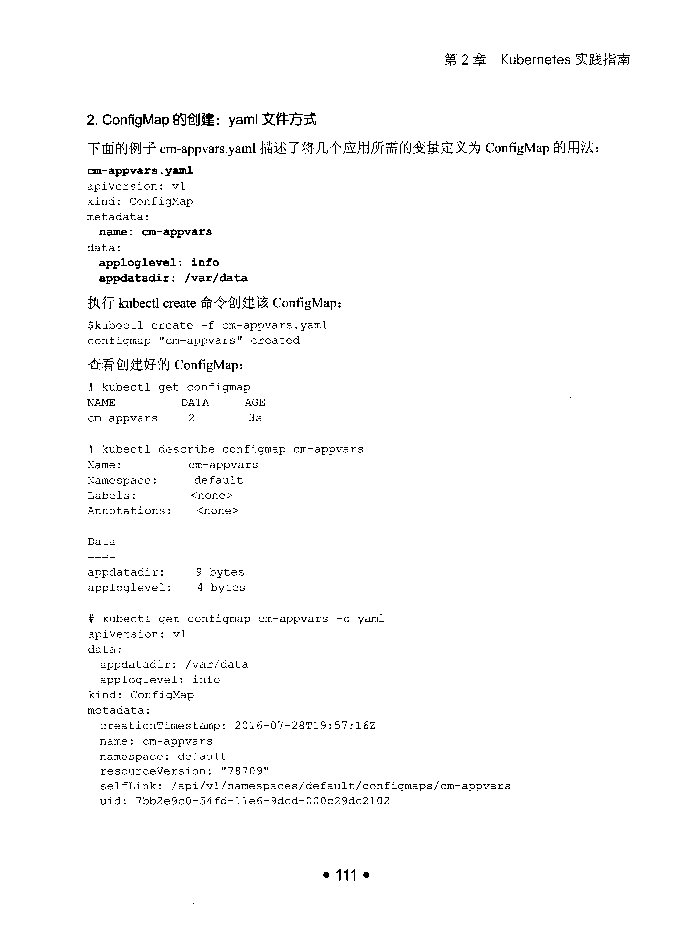 第 2 章 Kubernetes 实践指南
2. ConfigMap 的创建：yaml 文件方式
下面的例子 cm-appvars.yaml 描述了将几个应用所需的变量定义为 ConfigMap 的用法：
cm-appvars.yaml
apiVersion: v1
kind: ConfigMap
metadata:
  name: cm-appvars
data:
  apploglevel: info
  appdatadir: /var/data
执行 kubectl create 命令创建该 ConfigMap：
$kubectl create -f cm-appvars.yaml
configmap "cm-appvars" created
查看创建好的 ConfigMap：
# kubectl get configmap
NAME DATA AGE
cm-appvars 2 3s
# kubectl describe configmap cm-appvars
Name: cm-appvars
Namespace: default
Labels: <none>
Annotations: <none>
Data
====
appdatadir: 9 bytes
apploglevel: 4 bytes
# kubectl get configmap cm-appvars -o yaml
apiVersion: v1
data:
  appdatadir: /var/data
  apploglevel: info
kind: ConfigMap
metadata:
  creationTimestamp: 2016-07-28T19:57:16Z
  name: cm-appvars
  namespace: default
  resourceVersion: "78709"
  selfLink: /api/v1/namespaces/default/configmaps/cm-appvars
  uid: 7bb2e9c0-54fd-11e6-9dcd-000c29dc2102
• 111 •